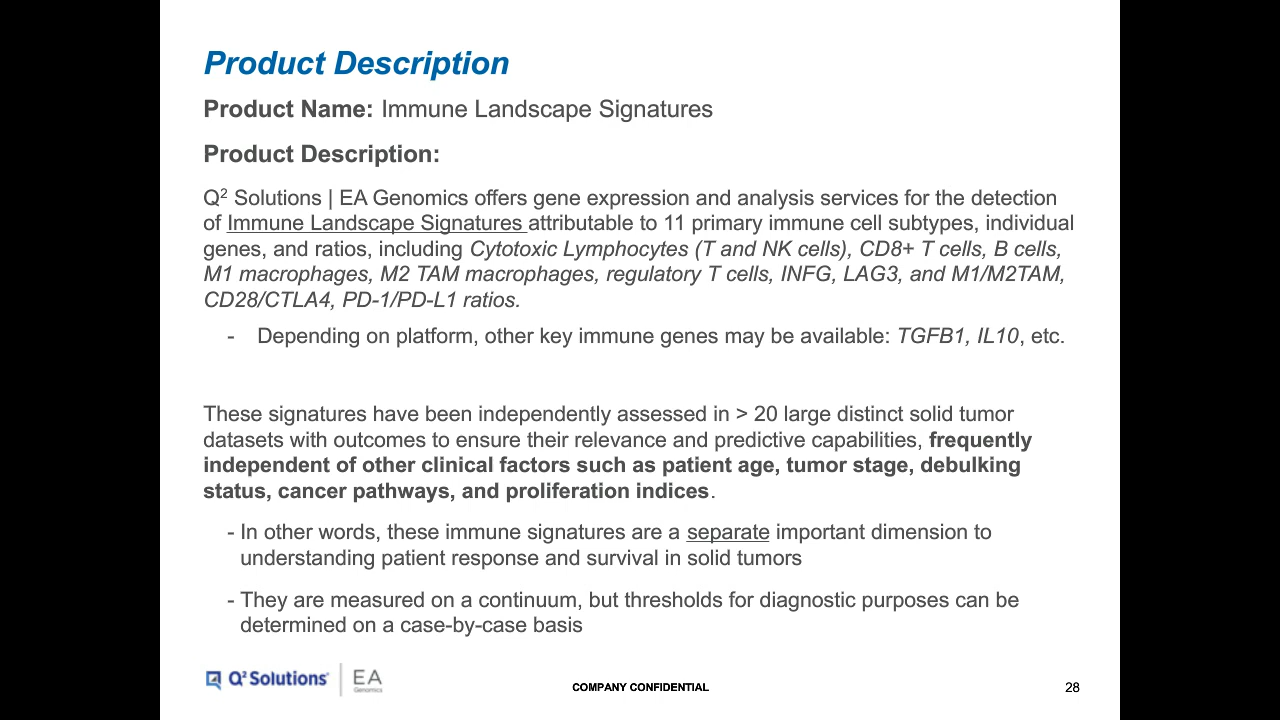 Product Description
Product Name: Immune Landscape Signatures
Product Description:
Q² Solutions | EA Genomics offers gene expression and analysis services for the detection
of Immune Landscape Signatures attributable to 11 primary immune cell subtypes, individual
genes, and ratios, including Cytotoxic Lymphocytes (T and NK cells), CD8+ T cells, B cells,
M1 macrophages, M2 TAM macrophages, regulatory T cells, INFG, LAG3, and M1/M2TAM,
CD28/CTLA4, PD-1/PD-L1 ratios.
- Depending on platform, other key immune genes may be available: TGFB1, IL10, etc.
These signatures have been independently assessed in > 20 large distinct solid tumor
datasets with outcomes to ensure their relevance and predictive capabilities, frequently
independent of other clinical factors such as patient age, tumor stage, debulking
status, cancer pathways, and proliferation indices.
- In other words, these immune signatures are a separate important dimension to
understanding patient response and survival in solid tumors
- They are measured on a continuum, but thresholds for diagnostic purposes can be
determined on a case-by-case basis
Q² Solutions® | EA Genomics
COMPANY CONFIDENTIAL
28